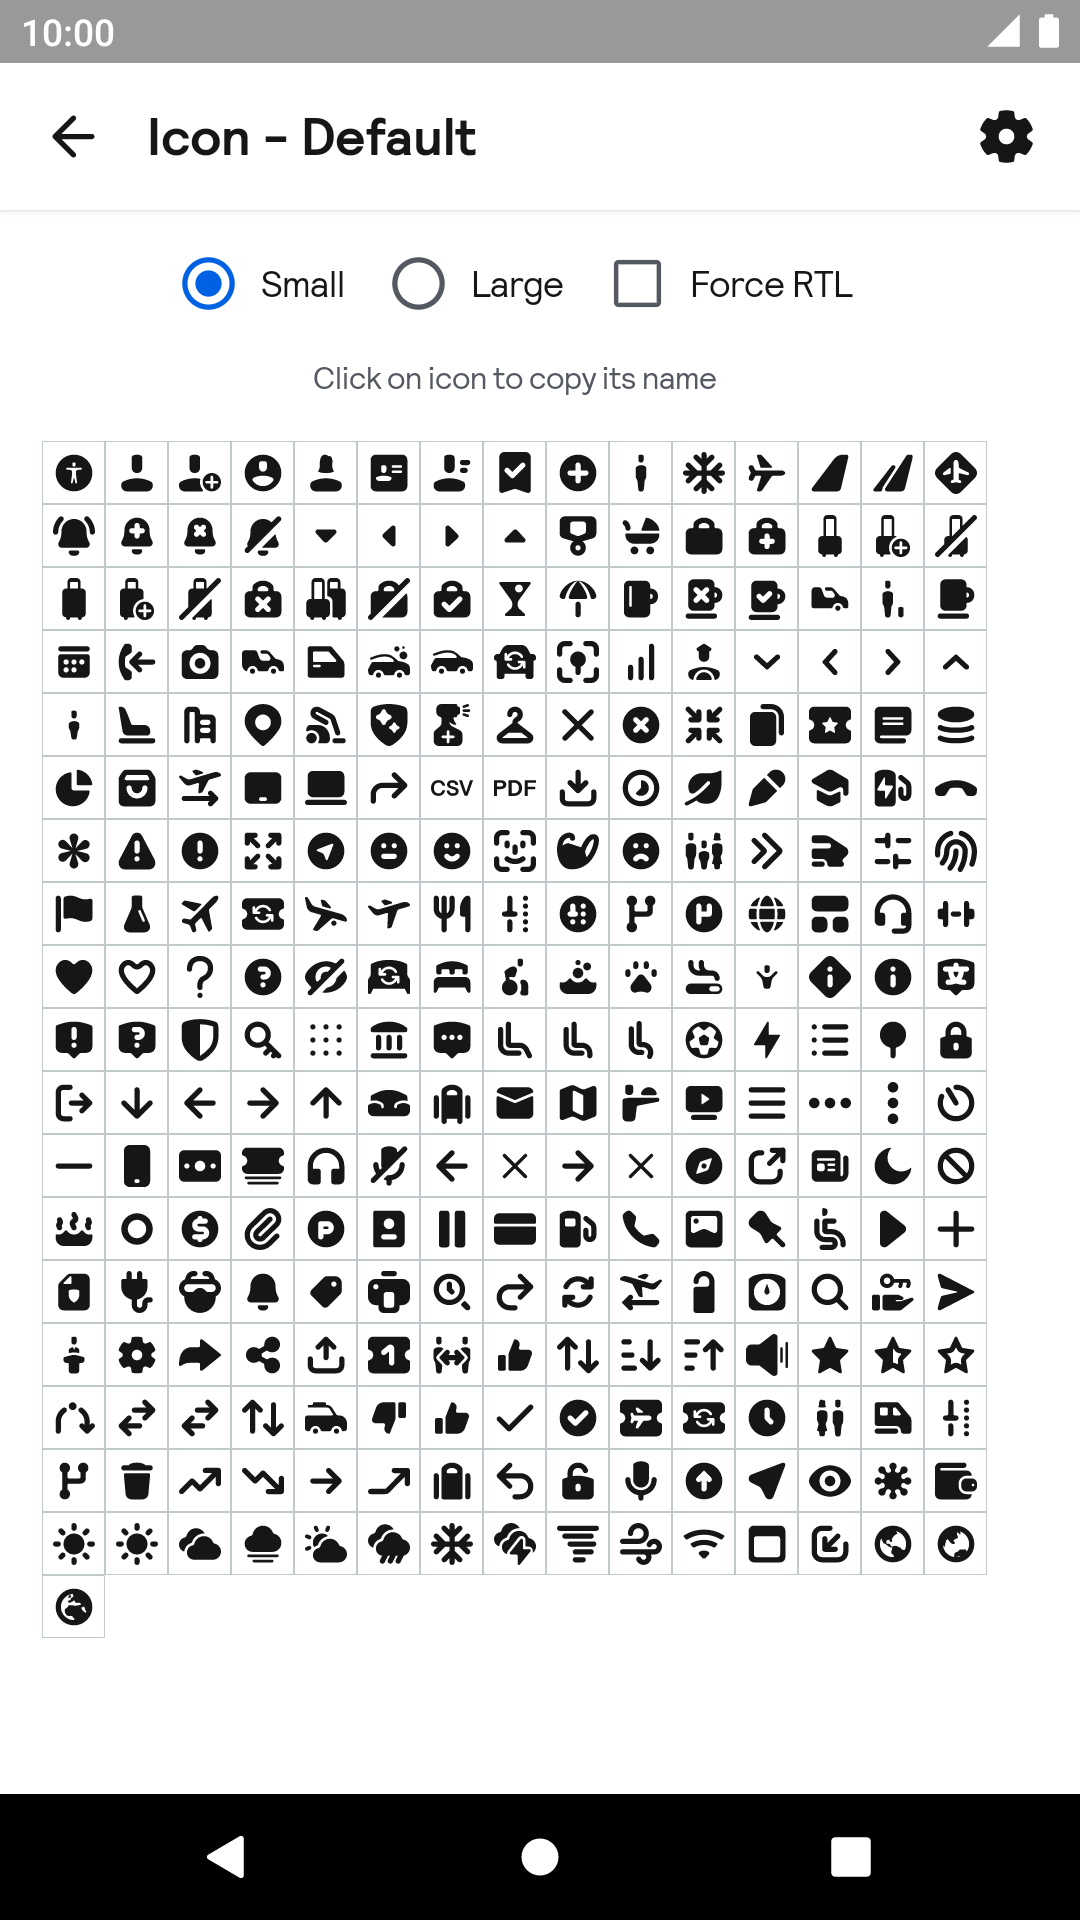 10:00
Icon - Default
Small
Large
Force RTL
Click on icon to copy its name
CSV
PDF